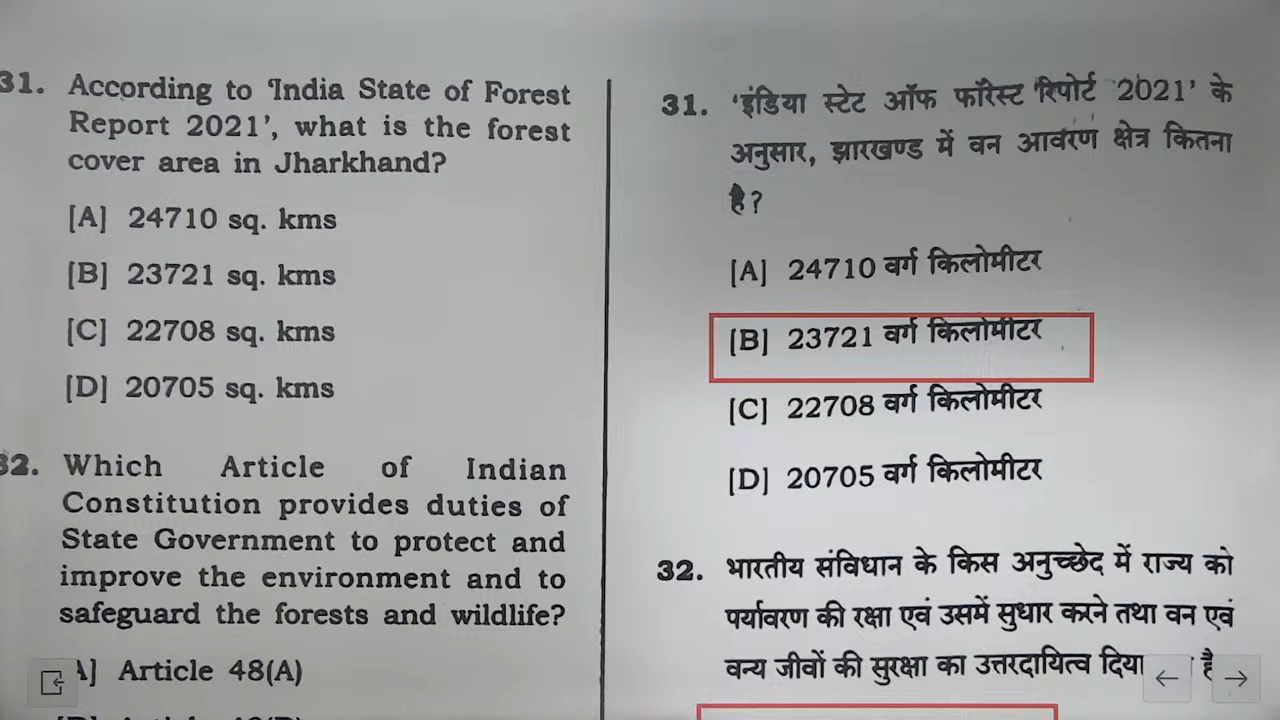 31. According to 'India State of Forest
Report 2021', what is the forest
cover area in Jharkhand?
[A] 24710 sq. kms
[B] 23721 sq. kms
[C] 22708 sq. kms
[D] 20705 sq. kms
32. Which Article of Indian
Constitution provides duties of
State Government to protect and
improve the environment and to
safeguard the forests and wildlife?
A] Article 48(A)
31. 'इंडिया स्टेट ऑफ फॉरेस्ट रिपोर्ट 2021' के
अनुसार, झारखण्ड में वन आवरण क्षेत्र कितना
है?
[A] 24710 वर्ग किलोमीटर
[B] 23721 वर्ग किलोमीटर
[C] 22708 वर्ग किलोमीटर
[D] 20705 वर्ग किलोमीटर
32. भारतीय संविधान के किस अनुच्छेद में राज्य को
पर्यावरण की रक्षा एवं उसमें सुधार करने तथा वन एवं
वन्य जीवों की सुरक्षा का उत्तरदायित्व दिया है